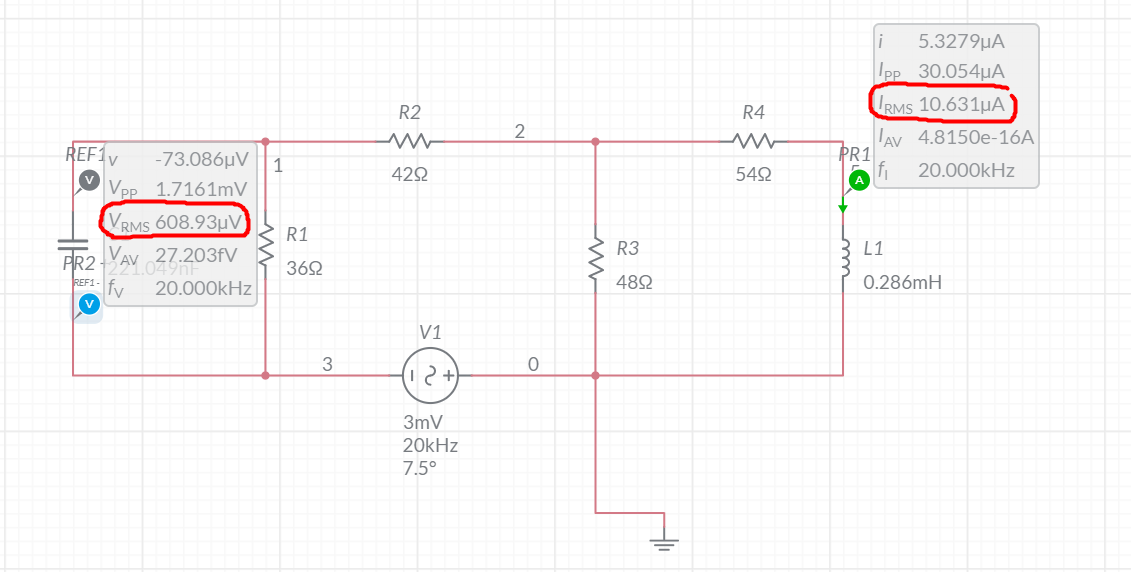 i 5.3279μA
IPP 30.054μA
IRMS 10.631μA
IAV 4.8150e-16A
fI 20.000kHz
R2
R4
2
42Ω
54Ω
PR1
REF1
v -73.086μV
VPP 1.7161mV
VRMS 608.93μV
VAV 27.203fV
fV 20.000kHz
1
V
A
R1
36Ω
R3
48Ω
L1
0.286mH
PR2
221.049nF
REF1 -
V
V1
3
0
3mV
20kHz
7.5°